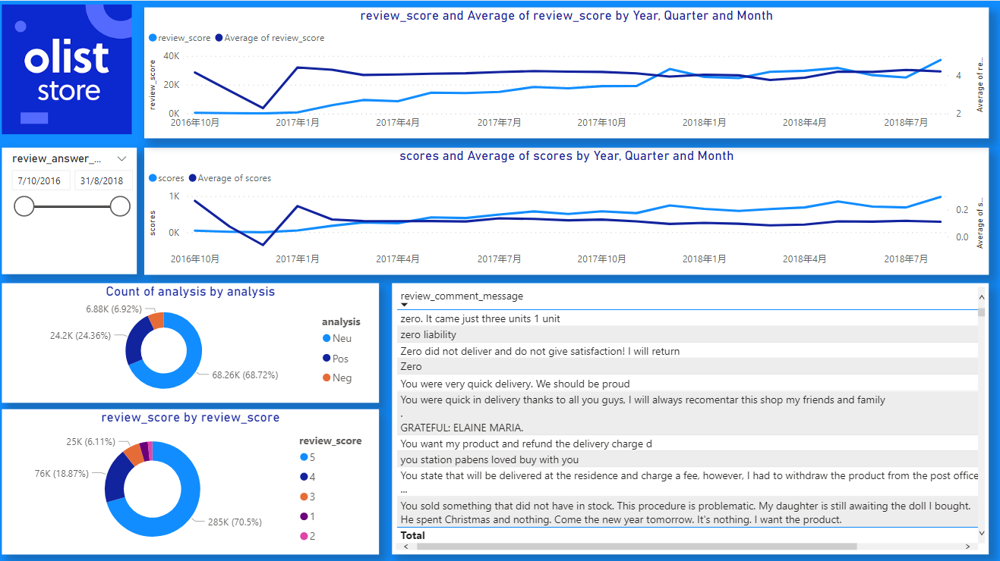 olist
store
review_score and Average of review_score by Year, Quarter and Month
review_score Average of review_score
review_score
40K
20K
0K
4
2
Average of re...
2016年10月 2017年1月 2017年4月 2017年7月 2017年10月 2018年1月 2018年4月 2018年7月
review_answer_...
7/10/2016 31/8/2018
scores and Average of scores by Year, Quarter and Month
scores Average of scores
scores
1K
0K
0.2
0.0
Average of s...
2016年10月 2017年1月 2017年4月 2017年7月 2017年10月 2018年1月 2018年4月 2018年7月
Count of analysis by analysis
6.88K (6.92%)
24.2K (24.36%)
68.26K (68.72%)
analysis
Neu
Pos
Neg
review_score by review_score
25K (6.11%)
76K (18.87%)
285K (70.5%)
review_score
5
4
3
1
2
review_comment_message
zero. It came just three units 1 unit
zero liability
Zero did not deliver and do not give satisfaction! I will return
Zero
You were very quick delivery. We should be proud
You were quick in delivery thanks to all you guys, I will always recomentar this shop my friends and family
.
GRATEFUL: ELAINE MARIA.
You want my product and refund the delivery charge d
you station pabens loved buy with you
You state that will be delivered at the residence and charge a fee, however, I had to withdraw the product from the post office
...
You sold something that did not have in stock. This procedure is problematic. My daughter is still awaiting the doll I bought.
He spent Christmas and nothing. Come the new year tomorrow. It's nothing. I want the product.
Total